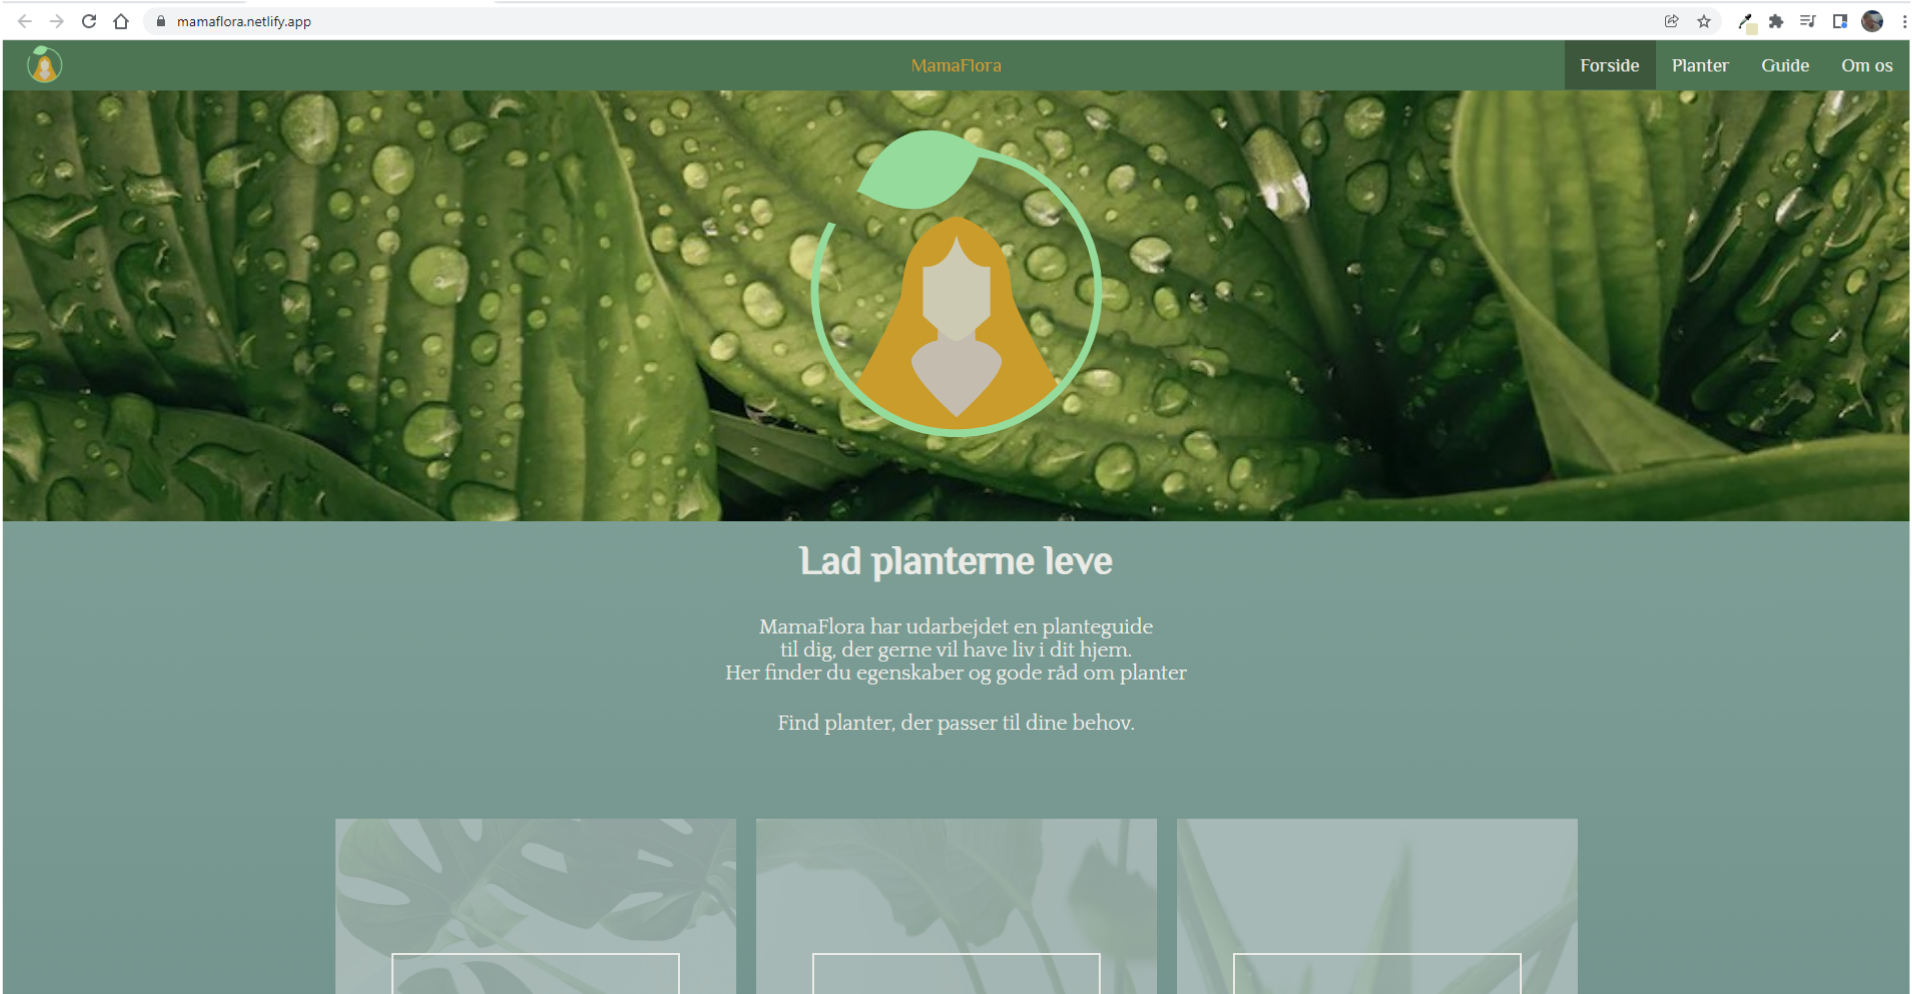 mamaflora.netlify.app
MamaFlora
Forside Planter Guide Om os
Lad planterne leve
MamaFlora har udarbejdet en planteguide
til dig, der gerne vil have liv i dit hjem.
Her finder du egenskaber og gode råd om planter
Find planter, der passer til dine behov.